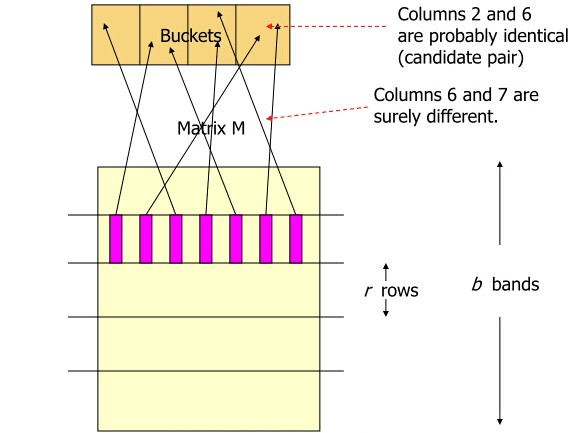 Buckets
Columns 2 and 6
are probably identical
(candidate pair)
Columns 6 and 7 are
surely different.
Matrix M
r rows
b bands